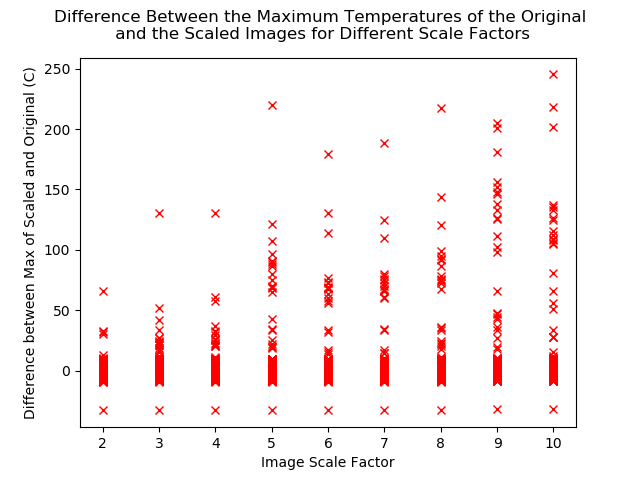 Difference Between the Maximum Temperatures of the Original
and the Scaled Images for Different Scale Factors
Difference between Max of Scaled and Original (C)
250
200
150
100
50
0
2 3 4 5 6 7 8 9 10
Image Scale Factor